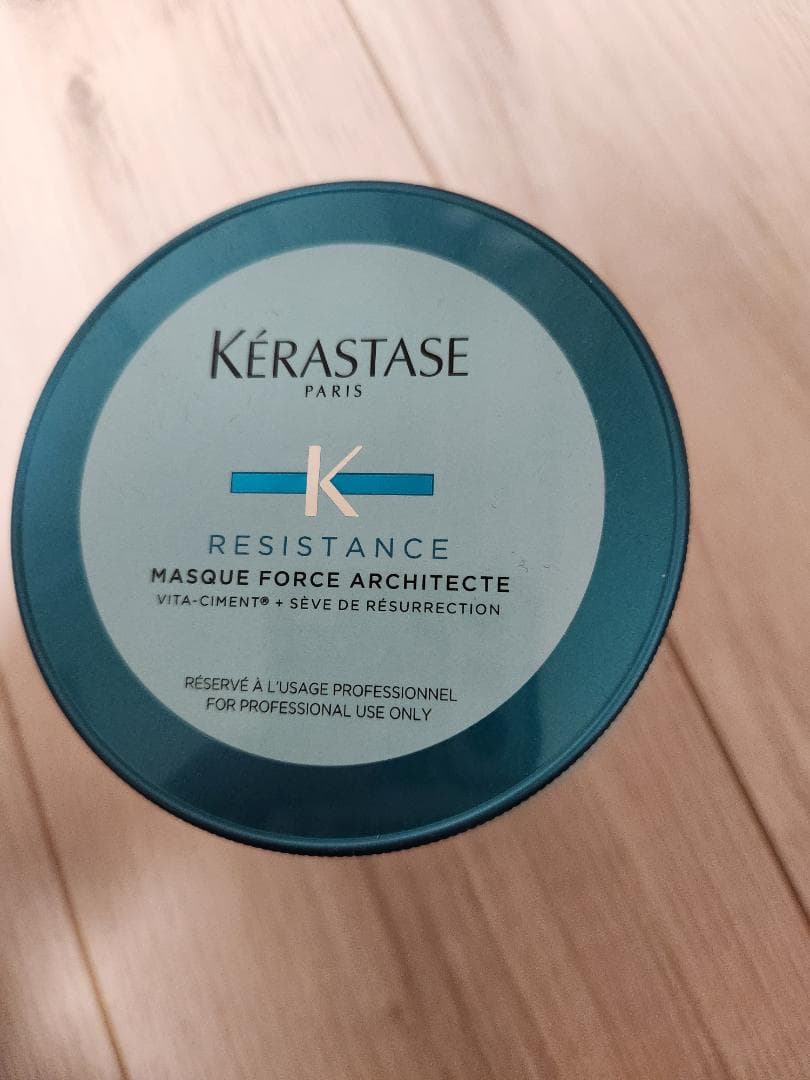 KÉRASTASE
PARIS
K
RESISTANCE
MASQUE FORCE ARCHITECTE
VITA-CIMENT® + SÈVE DE RÉSURRECTION
RÉSERVÉ À L'USAGE PROFESSIONNEL
FOR PROFESSIONAL USE ONLY